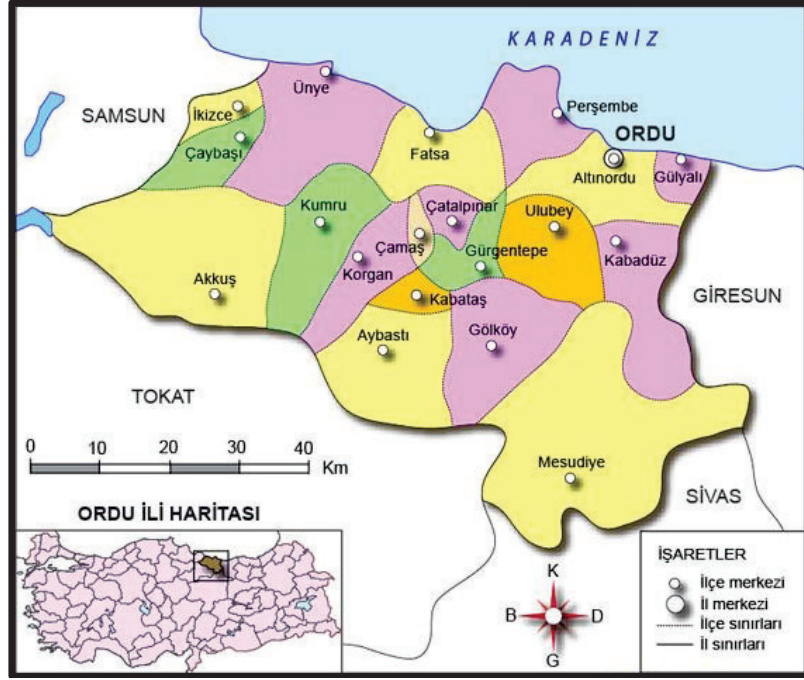 KARADENİZ
SAMSUN
Ünye
İkizce
Perşembe
ORDU
Çaybaşı
Fatsa
Altınordu
Gülyalı
Kumru
Çatalpınar
Ulubey
Çamaş
Korgan
Gürgentepe
Kabadüz
Akkuş
Kabataş
GİRESUN
Aybastı
Gölköy
TOKAT
0 10 20 30 40
Km
Mesudiye
SİVAS
ORDU İLİ HARİTASI
K
B D
G
İŞARETLER
İlçe merkezi
İl merkezi
İlçe sınırları
İl sınırları